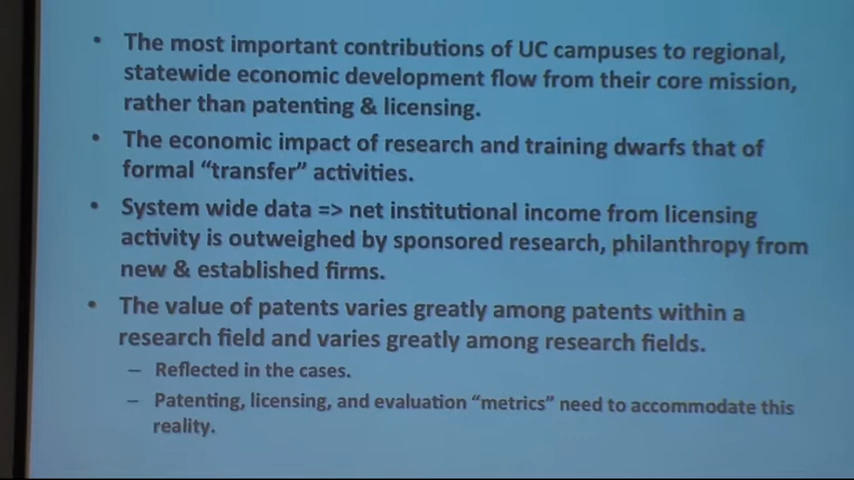 • The most important contributions of UC campuses to regional,
statewide economic development flow from their core mission,
rather than patenting & licensing.
• The economic impact of research and training dwarfs that of
formal “transfer” activities.
• System wide data => net institutional income from licensing
activity is outweighed by sponsored research, philanthropy from
new & established firms.
• The value of patents varies greatly among patents within a
research field and varies greatly among research fields.
– Reflected in the cases.
– Patenting, licensing, and evaluation “metrics” need to accommodate this
reality.